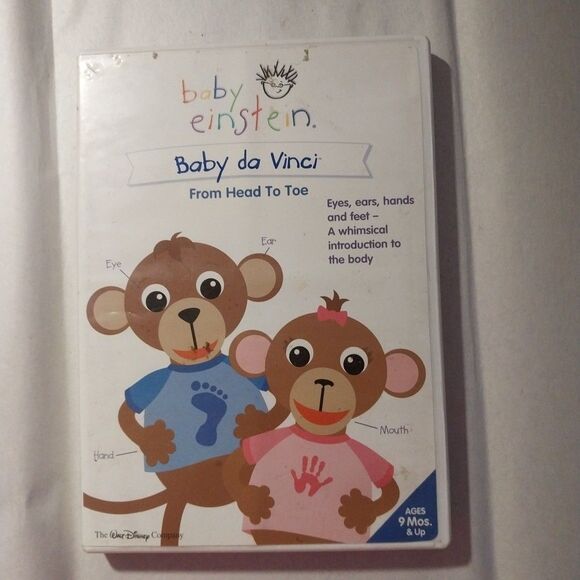 baby
einstein.
Baby da Vinci
From Head To Toe
Eyes, ears, hands
and feet –
A whimsical
introduction to
the body
Ear
Eye
Mouth
Hand
AGES
9 Mos.
& Up
The Walt Disney Company